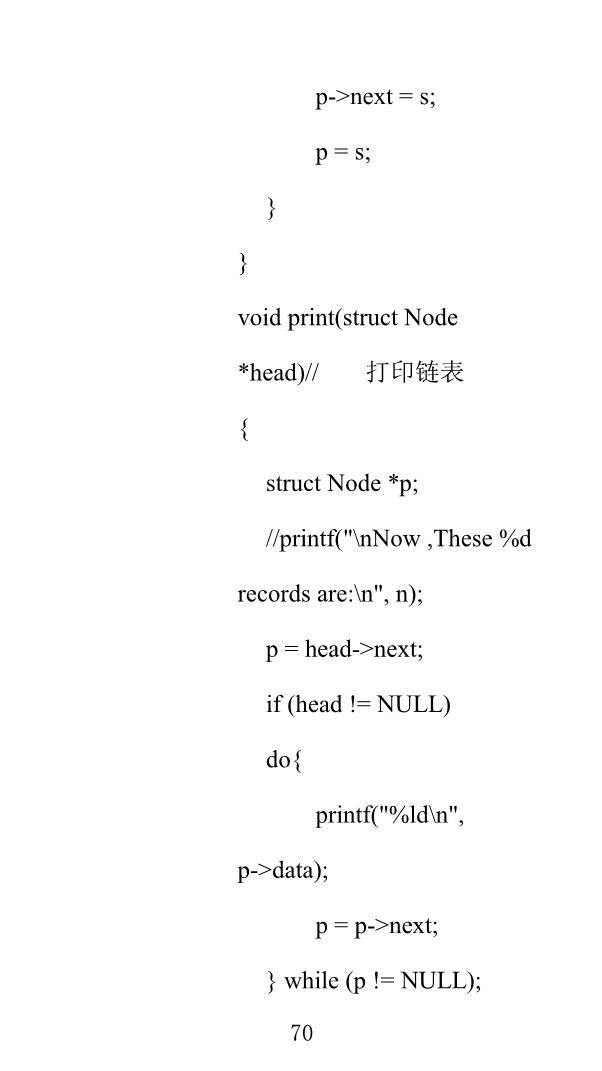 p->next = s;
p = s;
}
}
void print(struct Node
*head)// 打印链表
{
struct Node *p;
//printf("\nNow ,These %d
records are:\n", n);
p = head->next;
if (head != NULL)
do{
printf("%ld\n",
p->data);
p = p->next;
} while (p != NULL);
70